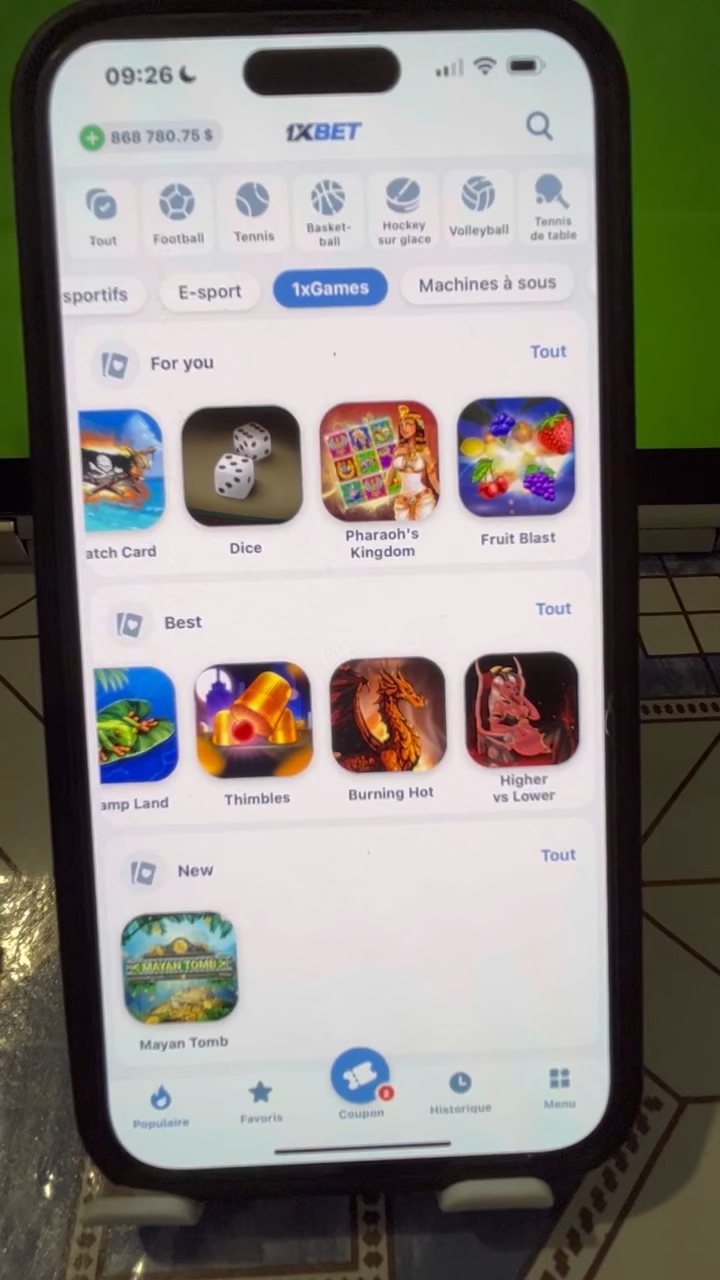 09:26
868 780.75 $
1XBET
Tout
Football
Tennis
Basket-
ball
Hockey
sur glace
Volleyball
Tennis
de table
sportifs
E-sport
1xGames
Machines à sous
For you
Tout
atch Card
Dice
Pharaoh's
Kingdom
Fruit Blast
Best
Tout
amp Land
Thimbles
Burning Hot
Higher
vs Lower
New
Tout
MAYAN TOMB
Mayan Tomb
Populaire
Favoris
Coupon
2
Historique
Menu